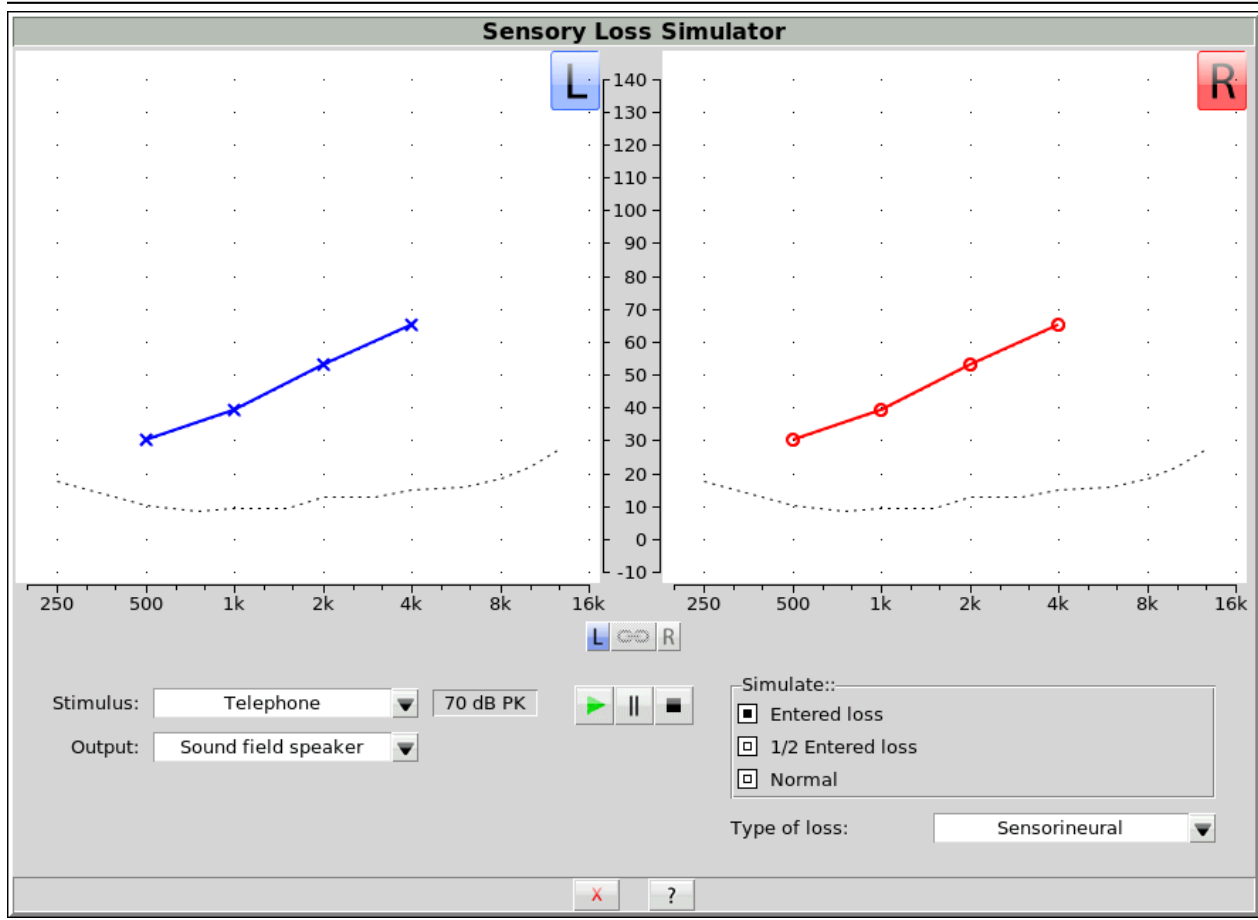 Sensory Loss Simulator
L
R
140
130
120
110
100
90
80
70
60
50
40
30
20
10
0
-10
250 500 1k 2k 4k 8k 16k
250 500 1k 2k 4k 8k 16k
L R
Stimulus: Telephone 70 dB PK
Output: Sound field speaker
Simulate::
Entered loss
1/2 Entered loss
Normal
Type of loss: Sensorineural
X ?